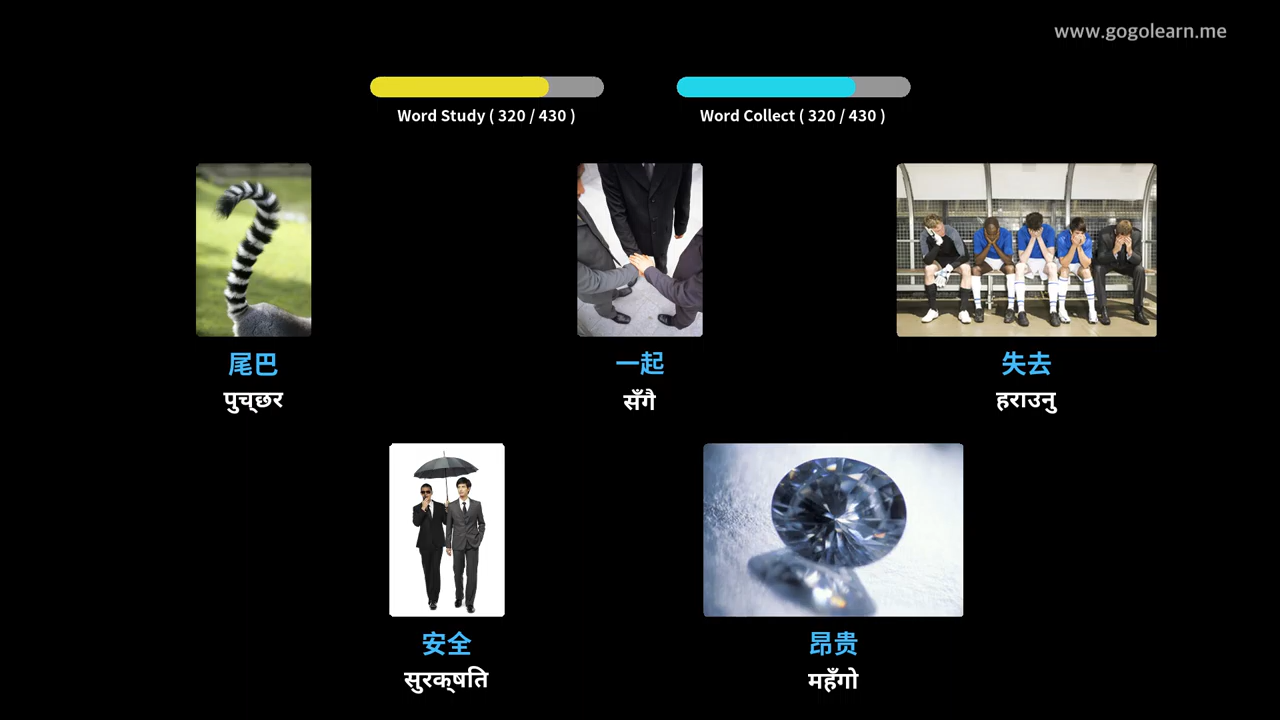 www.gogolearn.me
Word Study ( 320 / 430 )
Word Collect ( 320 / 430 )
尾巴
पुच्‌छर
一起
सँगै
失去
हराउनु
安全
सुरक्‌षति
昂贵
महँगो